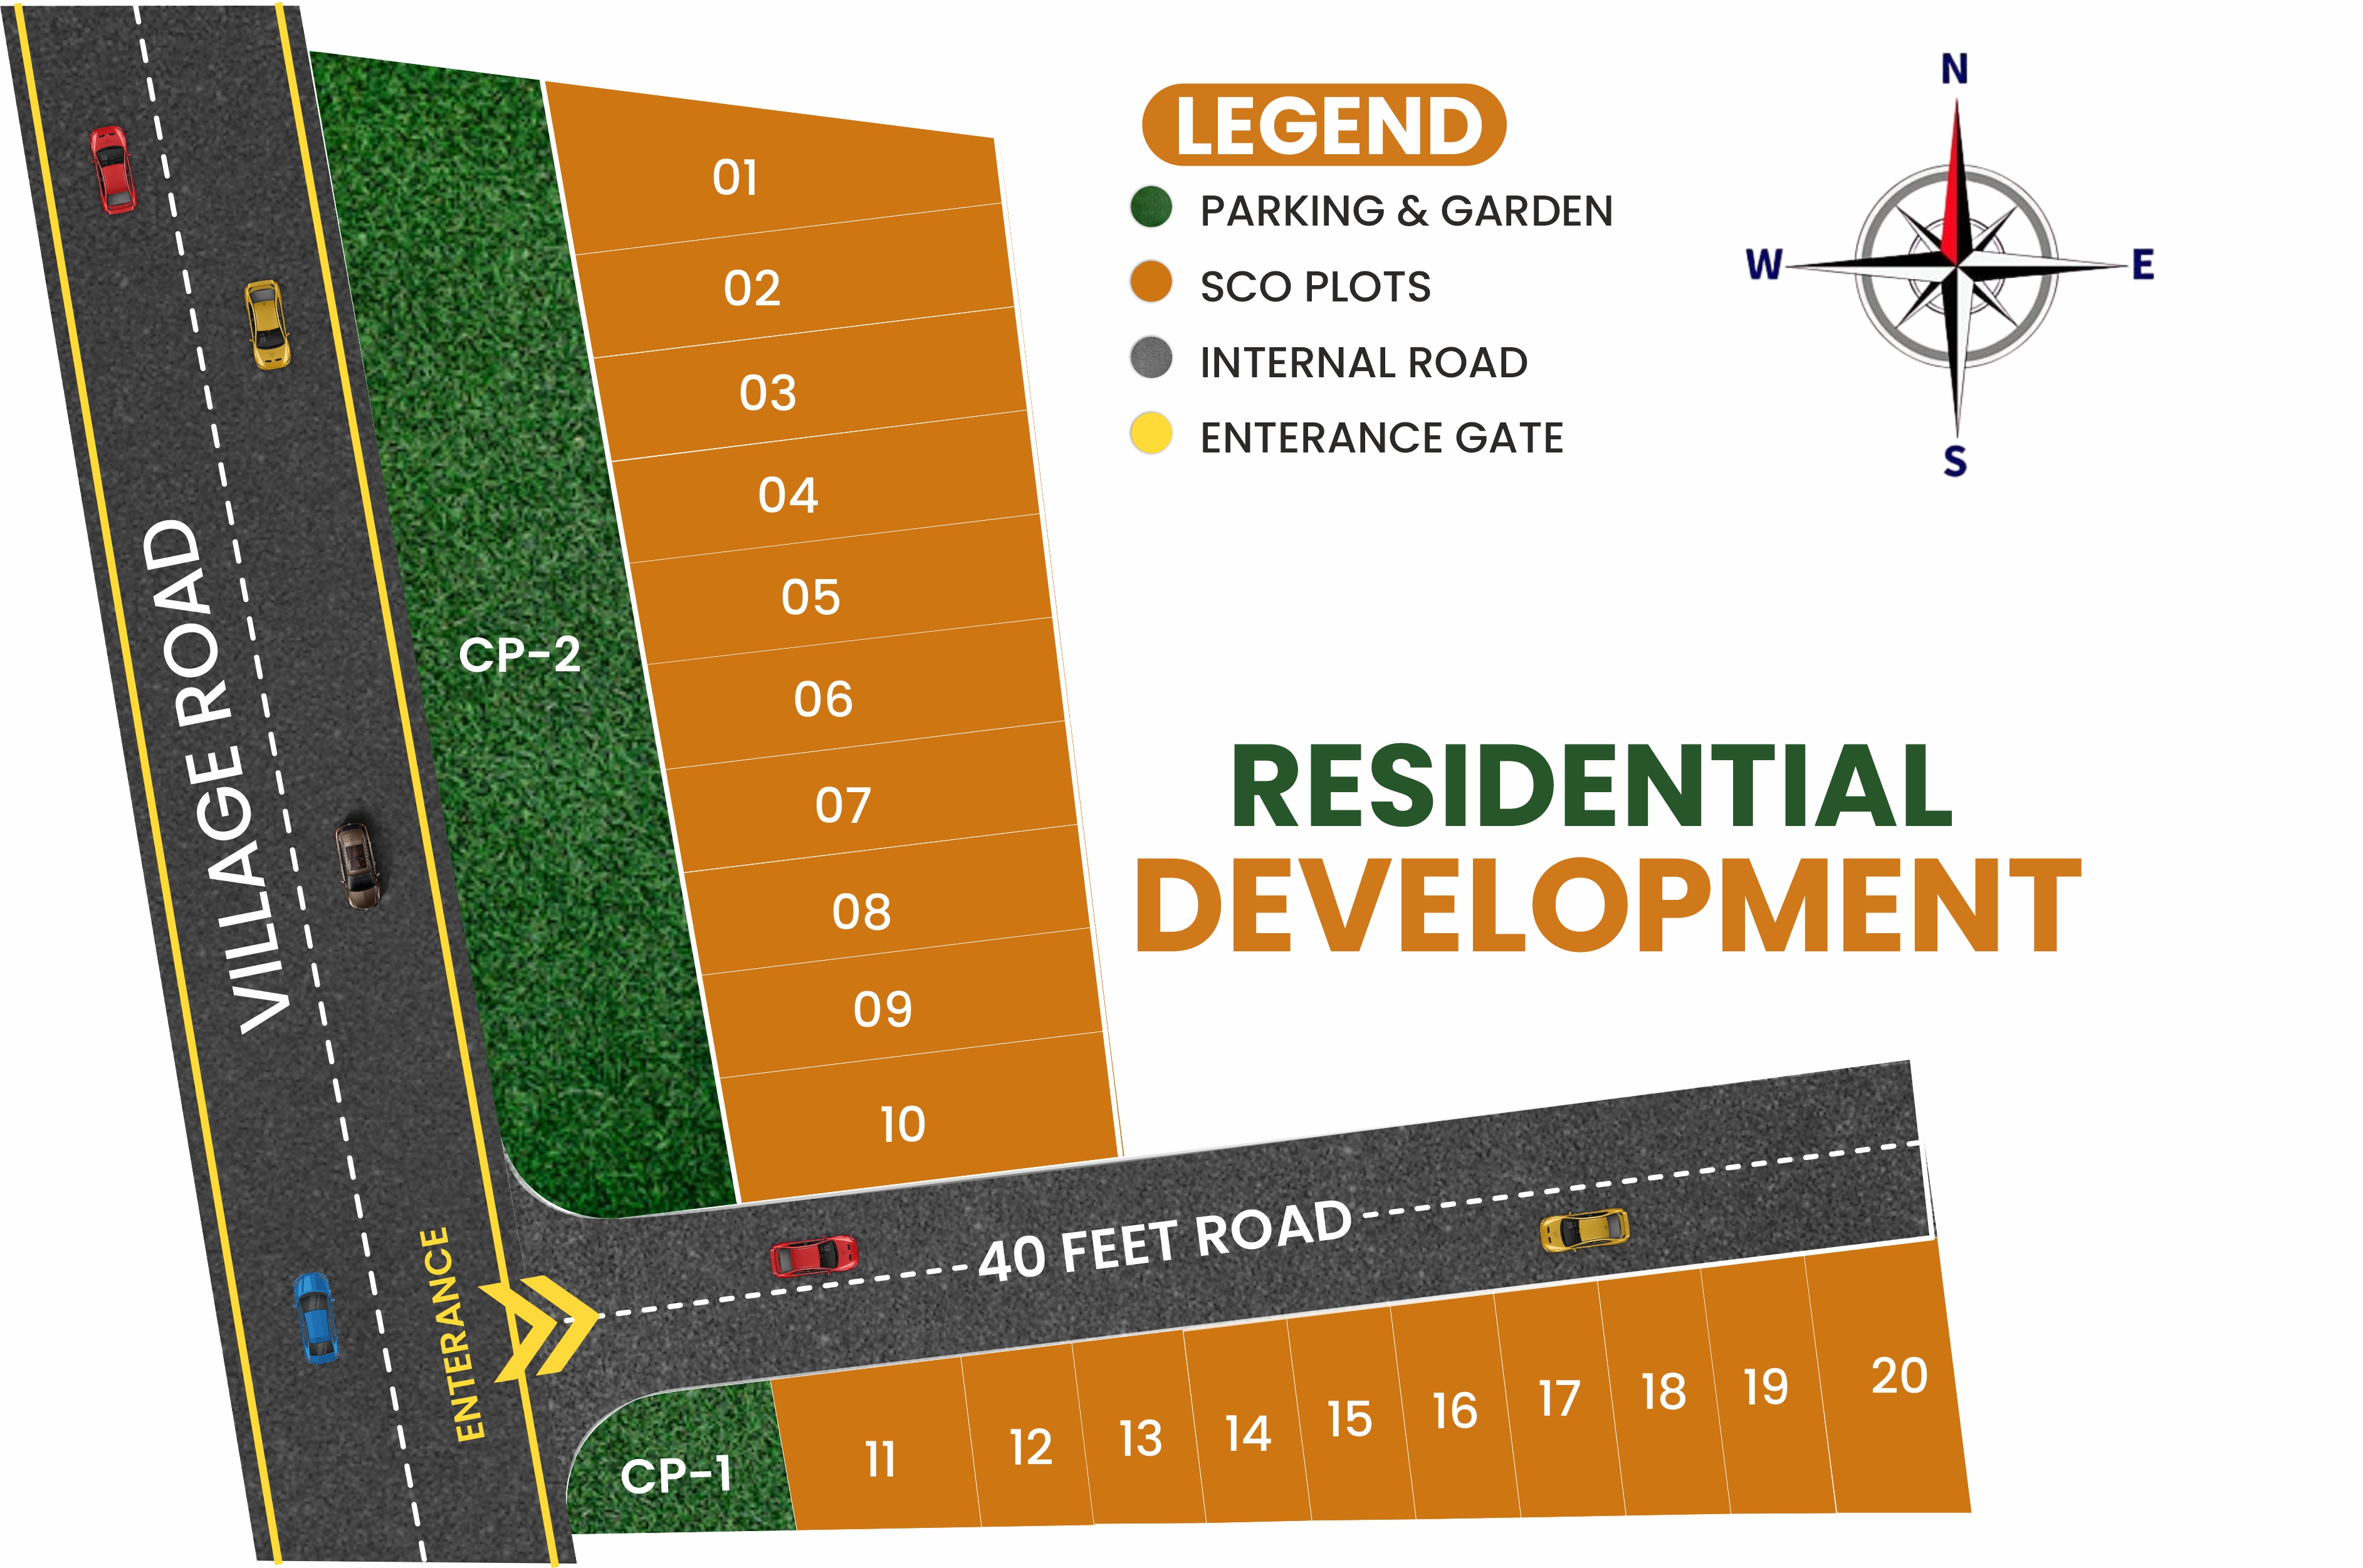 LEGEND
PARKING & GARDEN
SCO PLOTS
INTERNAL ROAD
ENTERANCE GATE
N
W
E
S
VILLAGE ROAD
CP-2
01
02
03
04
05
06
07
08
09
10
RESIDENTIAL
DEVELOPMENT
40 FEET ROAD
ENTERANCE
CP-1
11
12
13
14
15
16
17
18
19
20